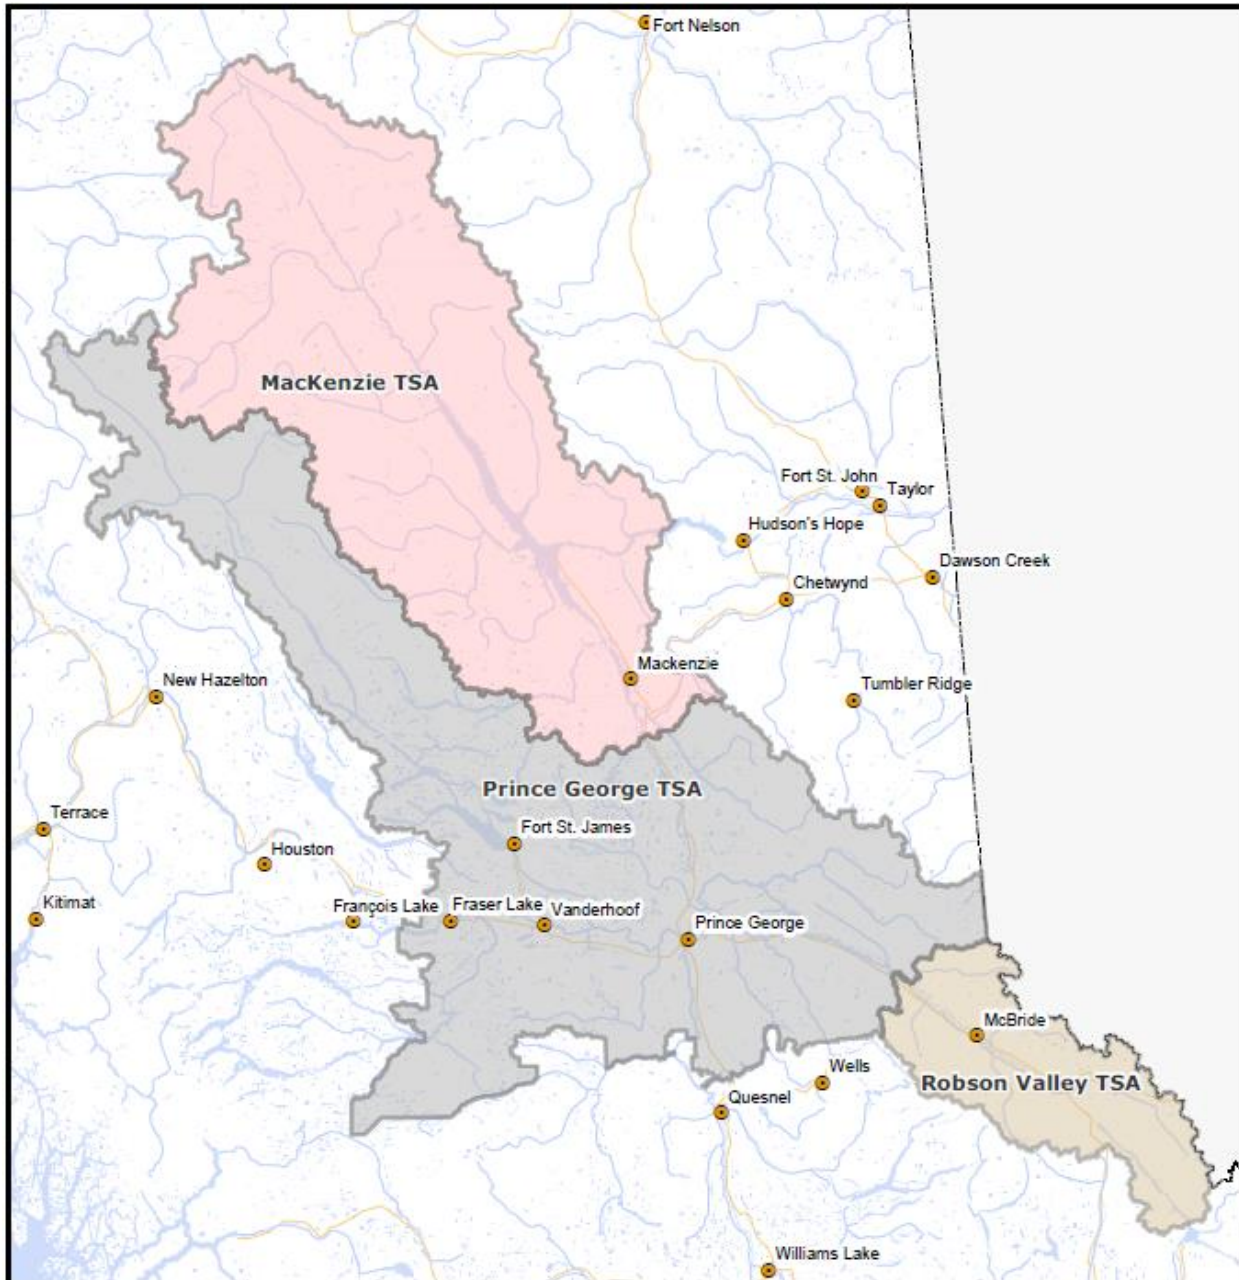 Fort Nelson
MacKenzie TSA
Fort St. John
Taylor
Hudson's Hope
Dawson Creek
Chetwynd
Mackenzie
New Hazelton
Tumbler Ridge
Prince George TSA
Terrace
Fort St. James
Houston
Kitimat
François Lake
Fraser Lake
Vanderhoof
Prince George
McBride
Wells
Robson Valley TSA
Quesnel
Williams Lake